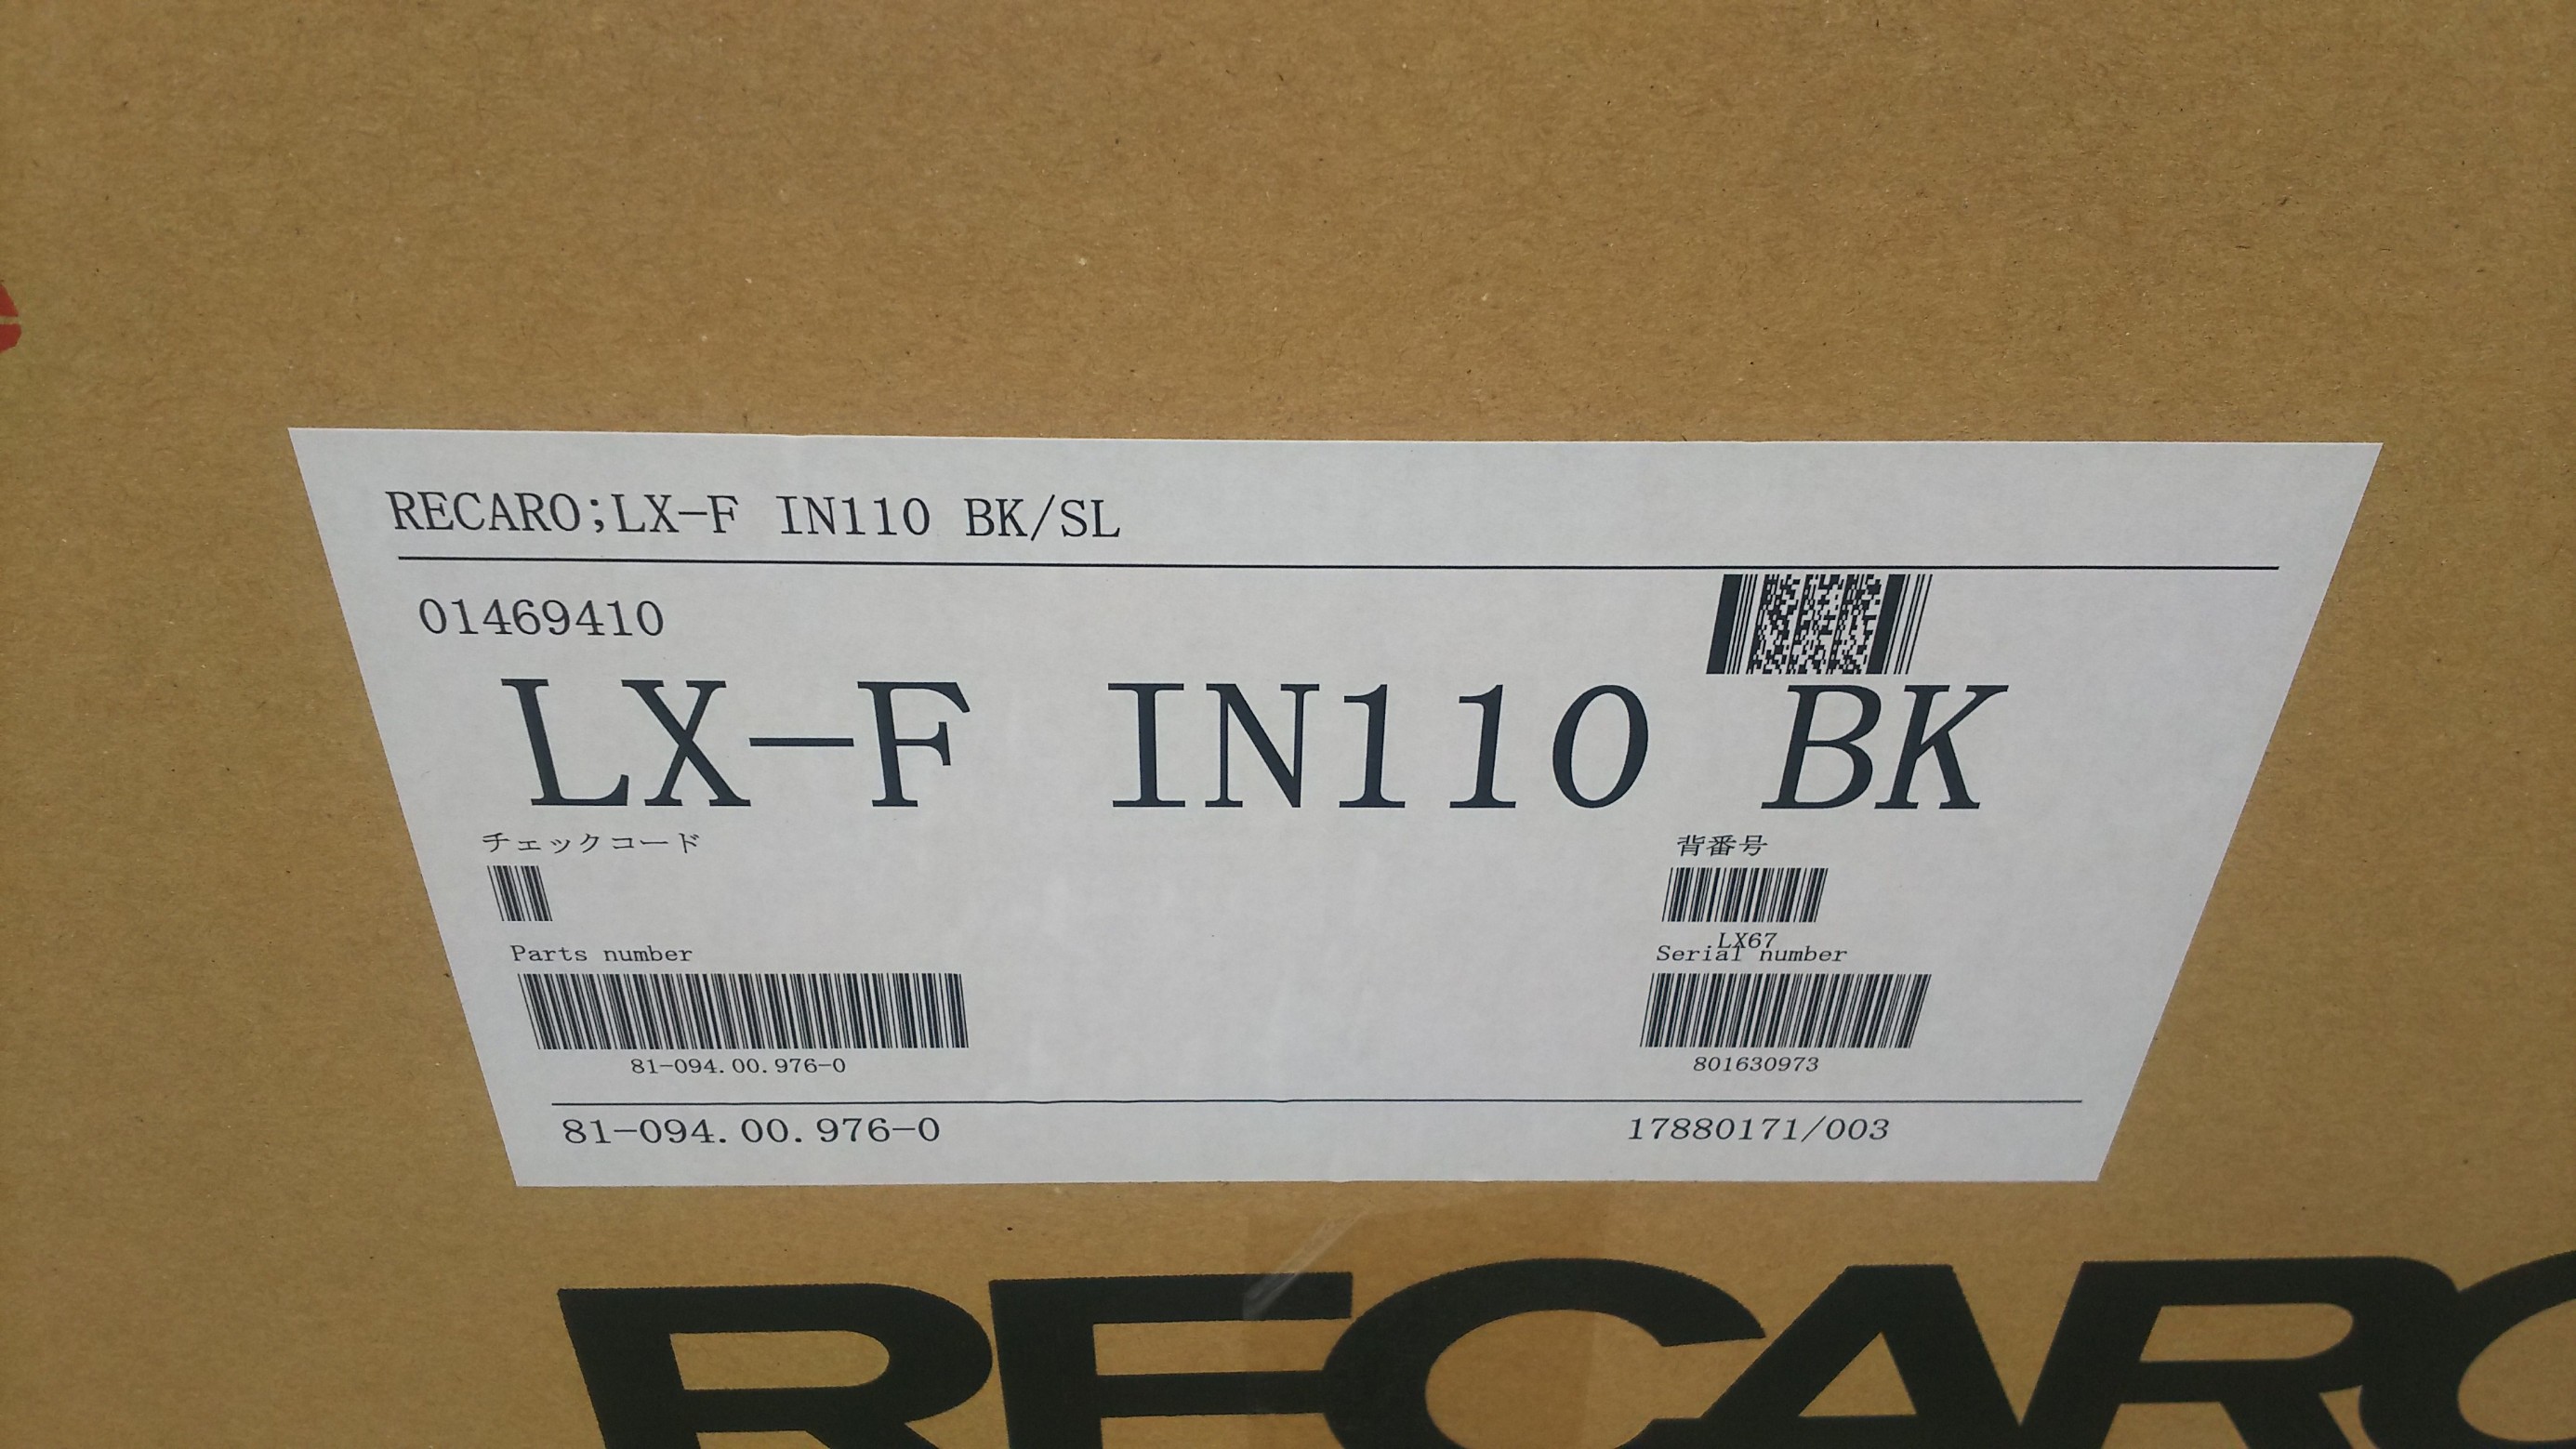 RECARO;LX-F IN110 BK/SL
01469410
LX-F IN110 BK
チェックコード
背番号
LX67
Parts number
Serial number
81-094.00.976-0
801630973
81-094.00.976-0
17880171/003
RECARO